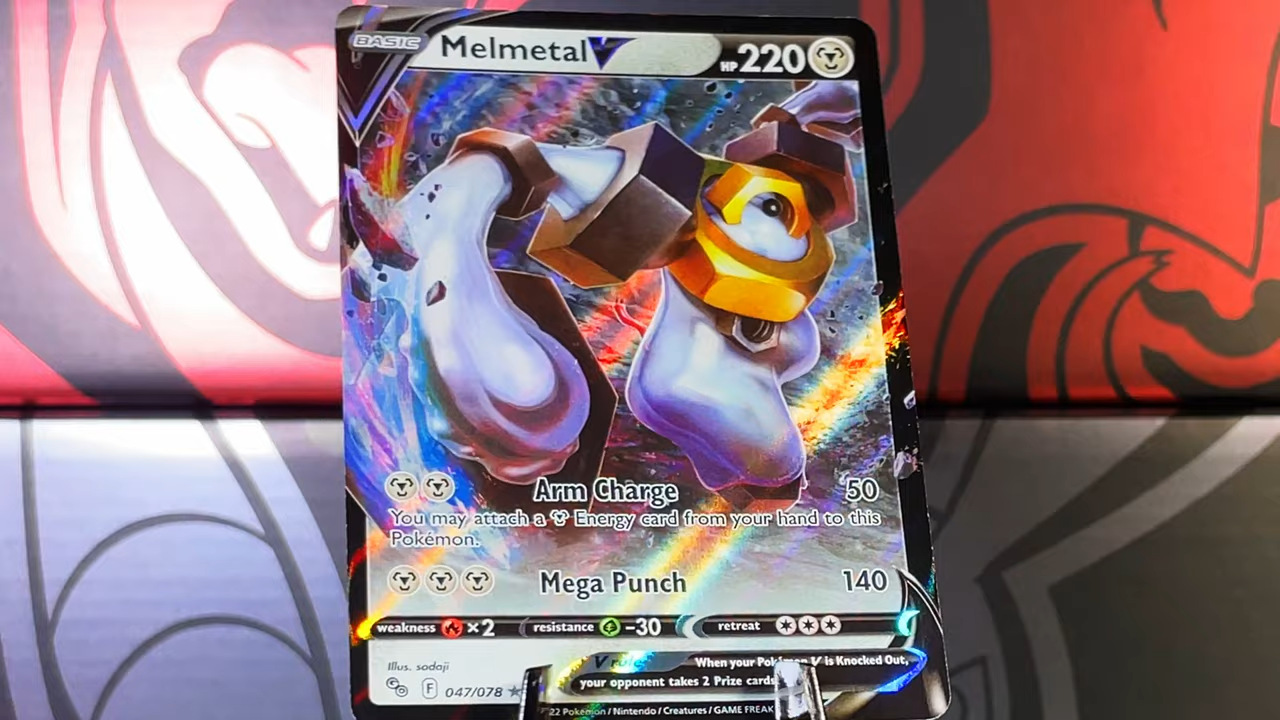 BASIC Melmetal V HP 220
Arm Charge 50
You may attach a Energy card from your hand to this
Pokémon.
Mega Punch 140
weakness ×2 resistance -30 retreat
Illus. sodaji
V When your Pokémon V is Knocked Out,
your opponent takes 2 Prize cards
F 047/078 ★
22 Pokémon / Nintendo / Creatures / GAME FREAK